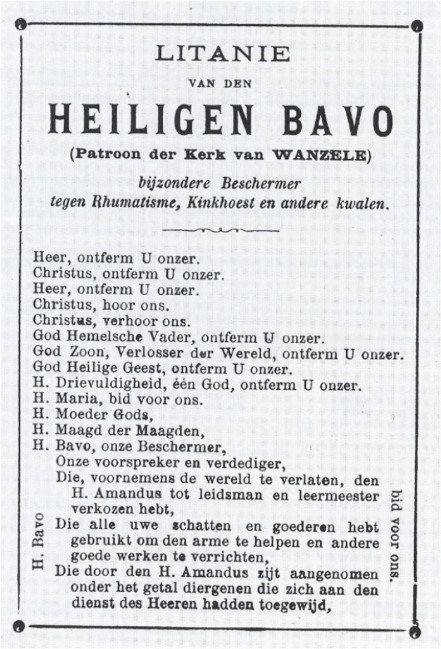 LITANIE
VAN DEN
HEILIGEN BAVO
(Patroon der Kerk van WANZELE)
bijzondere Beschermer
tegen Rhumatisme, Kinkhoest en andere kwalen.
Heer, ontferm U onzer.
Christus, ontferm U onzer.
Heer, ontferm U onzer.
Christus, hoor ons.
Christus, verhoor ons.
God Hemelsche Vader, ontferm U onzer.
God Zoon, Verlosser der Wereld, ontferm U onzer.
God Heilige Geest, ontferm U onzer.
H. Drievuldigheid, één God, ontferm U onzer.
H. Maria, bid voor ons.
H. Moeder Gods,
H. Maagd der Maagden,
H. Bavo, onze Beschermer,
Onze voorspreker en verdediger,
Die, voornemens de wereld te verlaten, den
H. Amandus tot leidsman en leermeester
verkozen hebt,
Die alle uwe schatten en goederen hebt
gebruikt om den arme te helpen en andere
goede werken te verrichten,
Die door den H. Amandus zijt aangenomen
onder het getal diergenen die zich aan den
dienst des Heeren hadden toegewijd,
H. Bavo
bid voor ons.